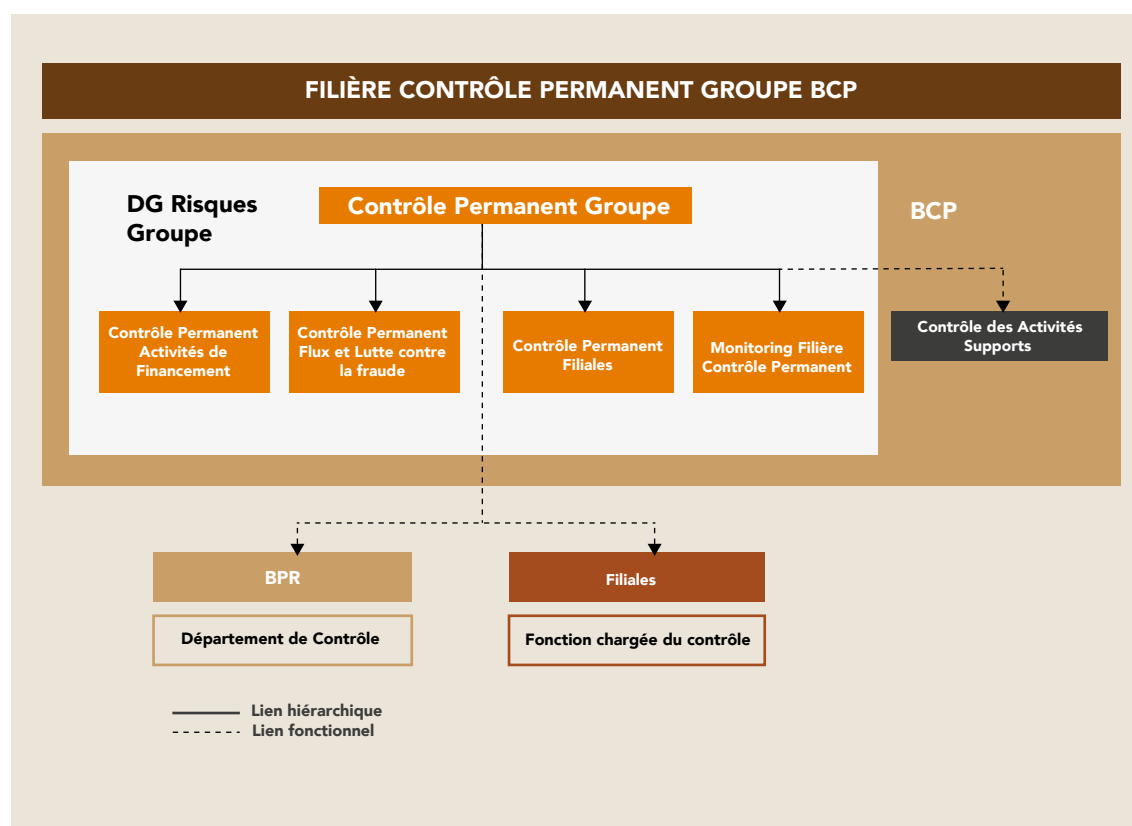 FILIÈRE CONTRÔLE PERMANENT GROUPE BCP
DG Risques
Groupe
Contrôle Permanent Groupe
BCP
Contrôle Permanent
Activités de
Financement
Contrôle Permanent
Flux et Lutte contre
la fraude
Contrôle Permanent
Filiales
Monitoring Filière
Contrôle Permanent
Contrôle des Activités
Supports
BPR
Filiales
Département de Contrôle
Fonction chargée du contrôle
Lien hiérarchique
Lien fonctionnel